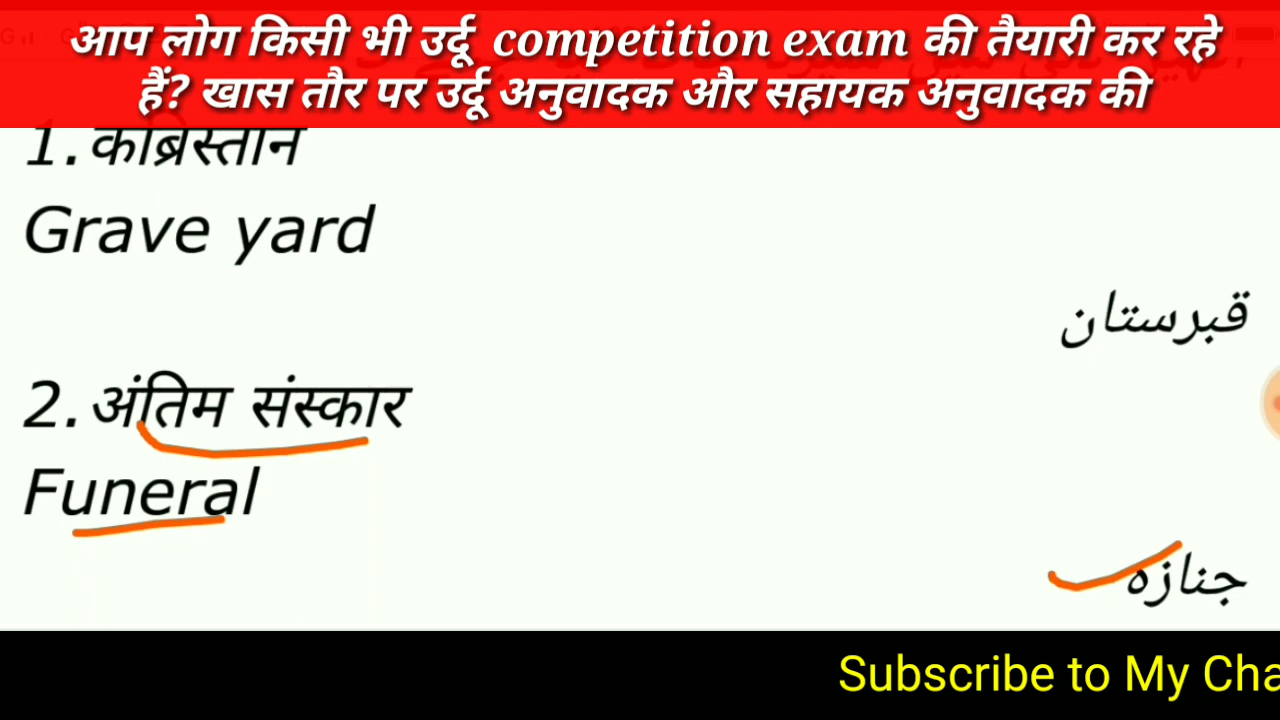 आप लोग किसी भी उर्दू competition exam की तैयारी कर रहे
हैं? खास तौर पर उर्दू अनुवादक और सहायक अनुवादक की
1. कब्रिस्तान
Grave yard
قبرستان
2. अंतिम संस्कार
Funeral
جنازہ
Subscribe to My Cha